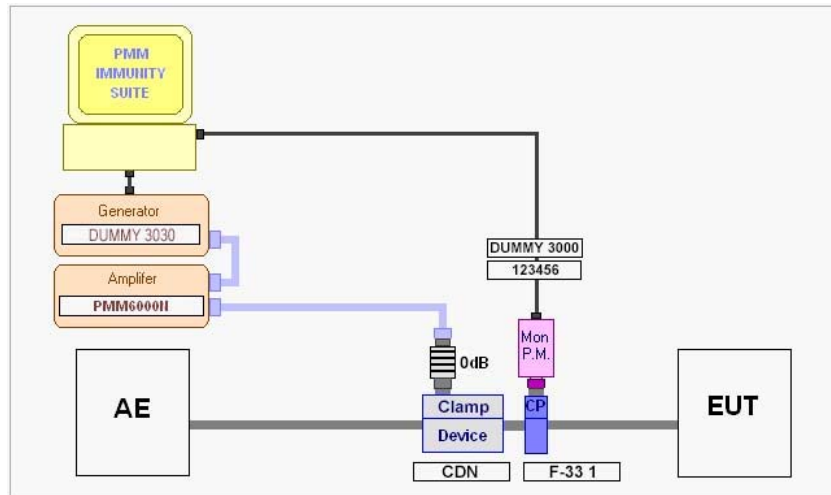 PMM
IMMUNITY
SUITE
Generator
DUMMY 3030
Amplifer
PMM6000N
DUMMY 3000
123456
Mon
P.M.
0dB
AE
Clamp
Device
CP
EUT
CDN
F-33 1